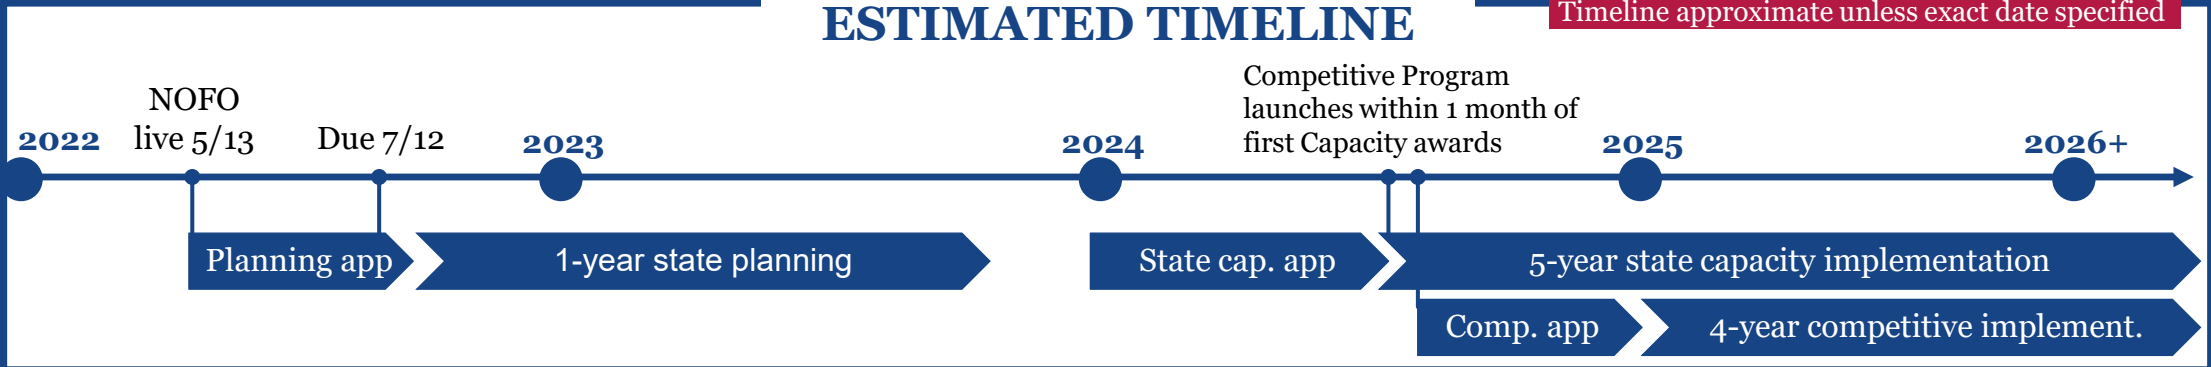 ESTIMATED TIMELINE
Timeline approximate unless exact date specified
2022
NOFO
live 5/13
Due 7/12
2023
2024
Competitive Program
launches within 1 month of
first Capacity awards
2025
2026+
Planning app
1-year state planning
State cap. app
5-year state capacity implementation
Comp. app
4-year competitive implement.